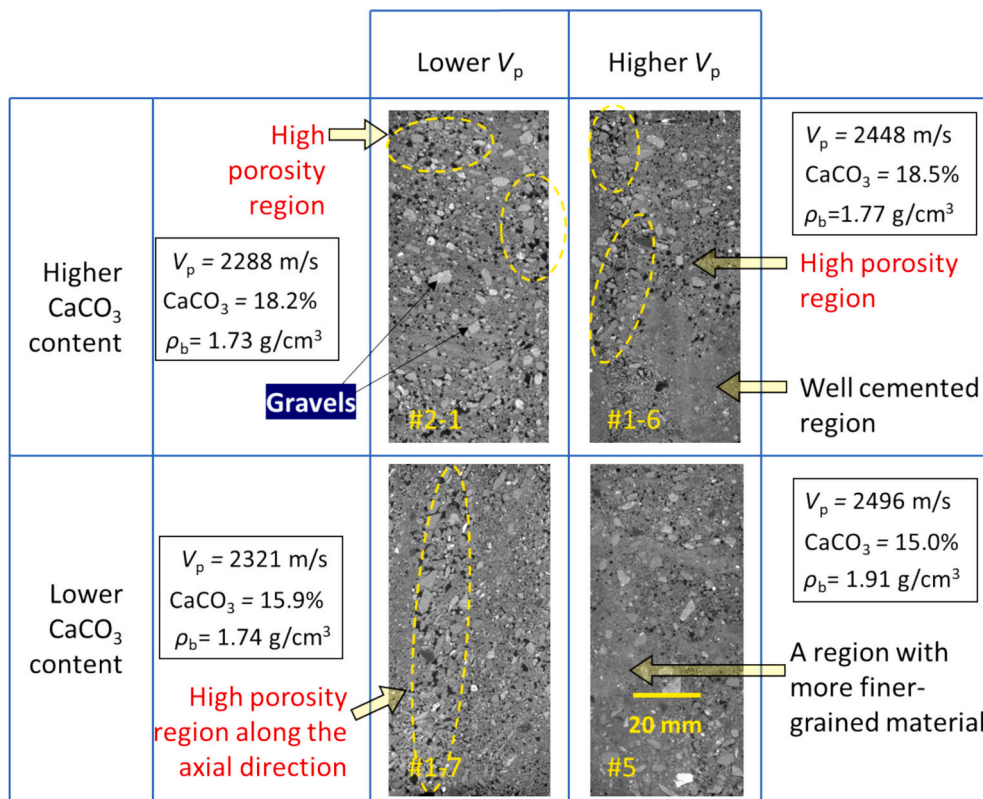 Lower Vp
Higher Vp
Higher
CaCO3
content
High
porosity
region
Vp = 2288 m/s
CaCO3 = 18.2%
ρb= 1.73 g/cm³
Gravels
#2-1
#1-6
Vp = 2448 m/s
CaCO3 = 18.5%
ρb=1.77 g/cm³
High porosity
region
Well cemented
region
Lower
CaCO3
content
Vp = 2321 m/s
CaCO3 = 15.9%
ρb= 1.74 g/cm³
High porosity
region along the
axial direction
#1-7
20 mm
#5
Vp = 2496 m/s
CaCO3 = 15.0%
ρb= 1.91 g/cm³
A region with
more finer-
grained material